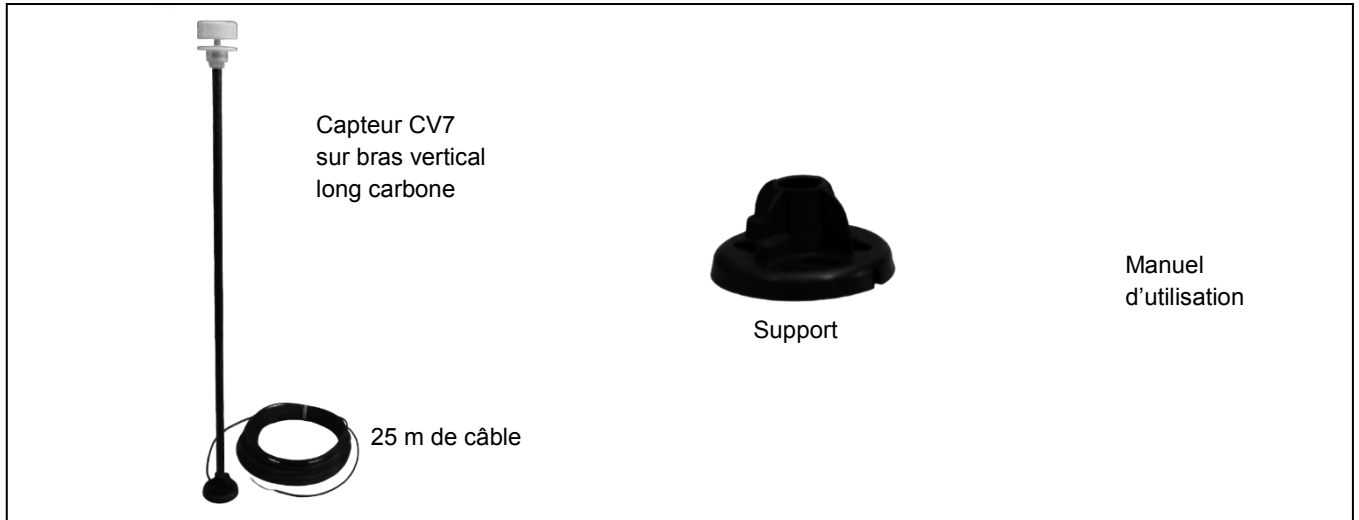 Capteur CV7
sur bras vertical
long carbone
25 m de câble
Support
Manuel
d’utilisation